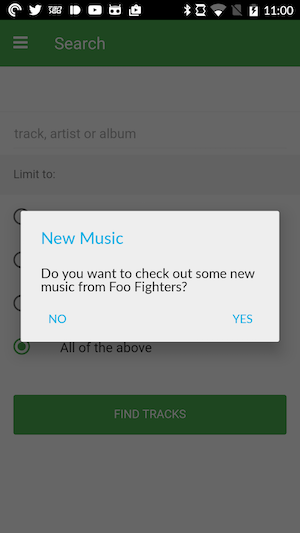 11:00
Search
track, artist or album
Limit to:
New Music
Do you want to check out some new
music from Foo Fighters?
NO
YES
All of the above
FIND TRACKS